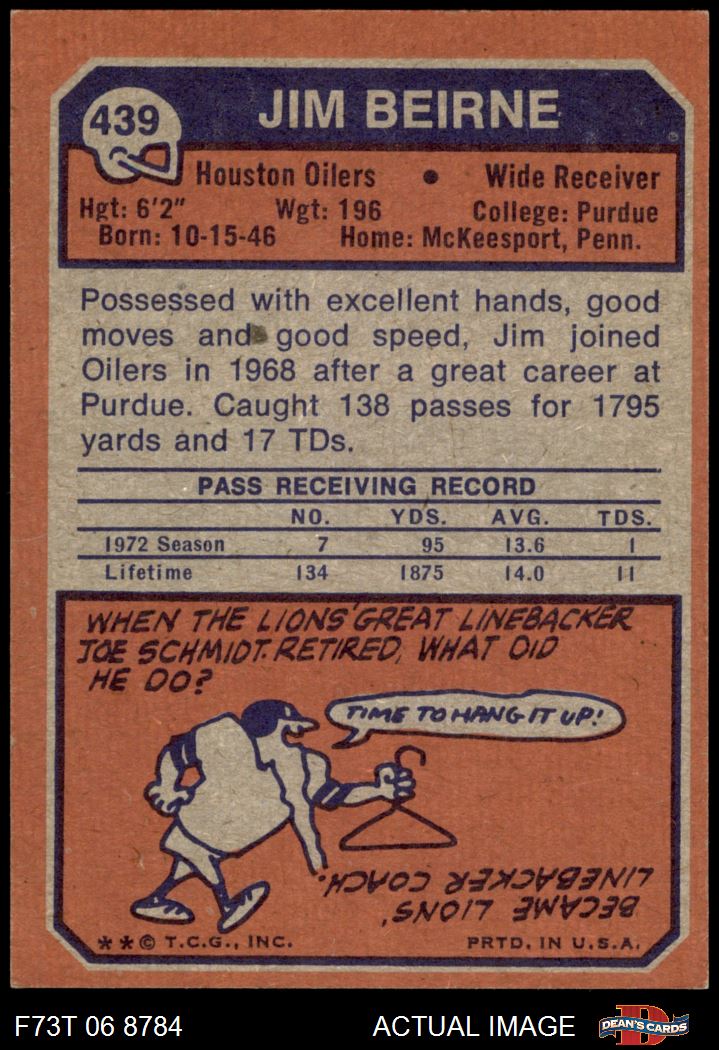 439
JIM BEIRNE
Houston Oilers • Wide Receiver
Hgt: 6'2" Wgt: 196 College: Purdue
Born: 10-15-46 Home: McKeesport, Penn.
Possessed with excellent hands, good
moves and good speed, Jim joined
Oilers in 1968 after a great career at
Purdue. Caught 138 passes for 1795
yards and 17 TDs.
PASS RECEIVING RECORD
NO. YDS. AVG. TDS.
1972 Season 7 95 13.6 1
Lifetime 134 1875 14.0 11
WHEN THE LIONS' GREAT LINEBACKER
JOE SCHMIDT RETIRED, WHAT DID
HE DO?
TIME TO HANG IT UP!
BECAME LIONS'
LINEBACKER COACH.
**© T.C.G., INC. PRTD. IN U.S.A.
F73T 06 8784 ACTUAL IMAGE
D
DEAN'S CARDS